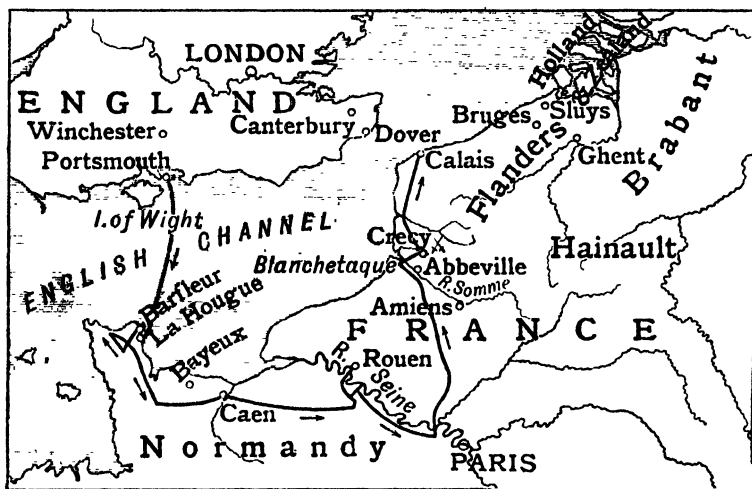 LONDON
ENGLAND
Canterbury
Winchester
Dover
Portsmouth
I. of Wight
ENGLISH CHANNEL
Holland
Zealand
Bruges
Sluys
Flanders
Ghent
Brabant
Calais
Crecy
Hainault
Blanchetaque
Abbeville
R. Somme
Amiens
Barfleur
La Hougue
FRANCE
Bayeux
Rouen
R. Seine
Caen
Normandy
PARIS